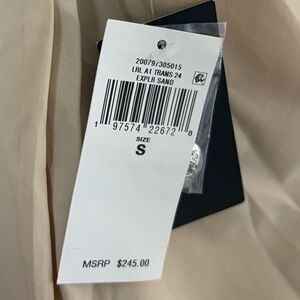 20079/305015
LRL A1 TRANS 24
EXPLR SAND
1 97574 22672 8
SIZE
S
MSRP $245.00